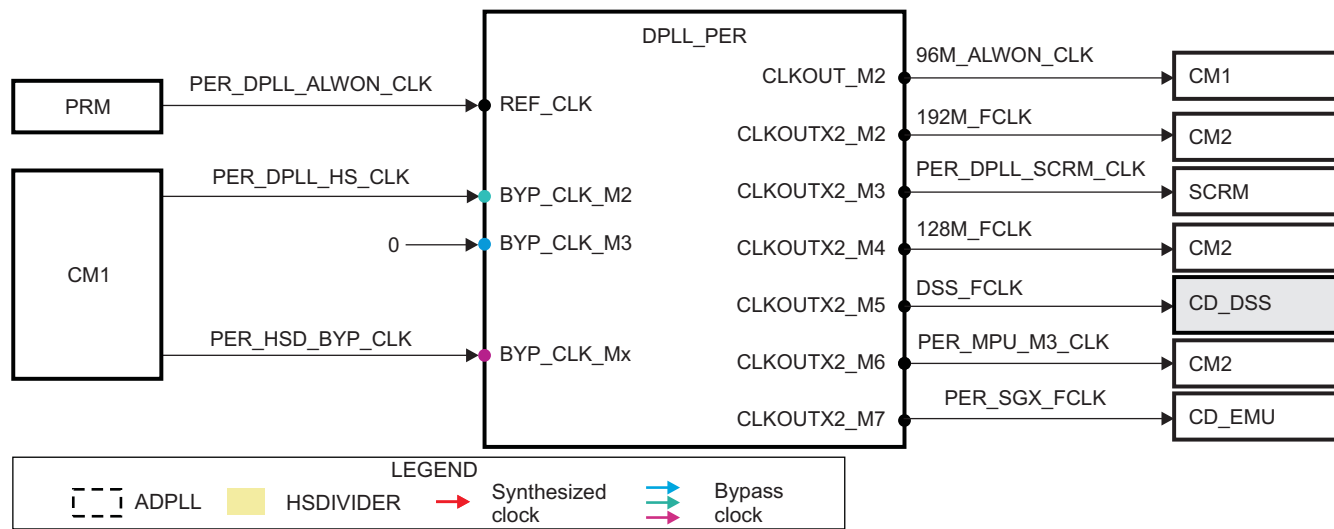 DPLL_PER
PRM
PER_DPLL_ALWON_CLK
REF_CLK
CM1
PER_DPLL_HS_CLK
BYP_CLK_M2
0
BYP_CLK_M3
PER_HSD_BYP_CLK
BYP_CLK_Mx
CLKOUT_M2
96M_ALWON_CLK
CM1
CLKOUTX2_M2
192M_FCLK
CM2
CLKOUTX2_M3
PER_DPLL_SCRM_CLK
SCRM
CLKOUTX2_M4
128M_FCLK
CM2
CLKOUTX2_M5
DSS_FCLK
CD_DSS
CLKOUTX2_M6
PER_MPU_M3_CLK
CM2
CLKOUTX2_M7
PER_SGX_FCLK
CD_EMU
LEGEND
ADPLL
HSDIVIDER
Synthesized
clock
Bypass
clock